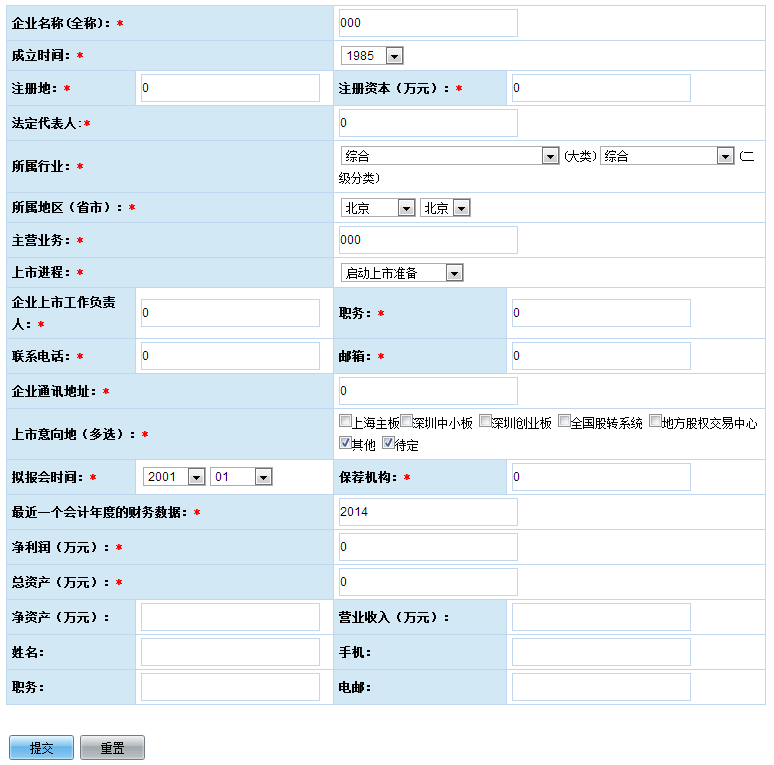 企业名称(全称)：* 000
成立时间：* 1985
注册地：* 0 注册资本（万元）：* 0
法定代表人:* 0
所属行业：* 综合 (大类) 综合 (二
级分类)
所属地区（省市）：* 北京 北京
主营业务：* 000
上市进程：* 启动上市准备
企业上市工作负责
人：* 0 职务：* 0
联系电话：* 0 邮箱：* 0
企业通讯地址：* 0
上市意向地（多选）：* 上海主板 深圳中小板 深圳创业板 全国股转系统 地方股权交易中心
其他 待定
拟报会时间：* 2001 01 保荐机构：* 0
最近一个会计年度的财务数据：* 2014
净利润（万元）：* 0
总资产（万元）：* 0
净资产（万元）： 营业收入（万元）：
姓名： 手机：
职务： 电邮：
提交 重置